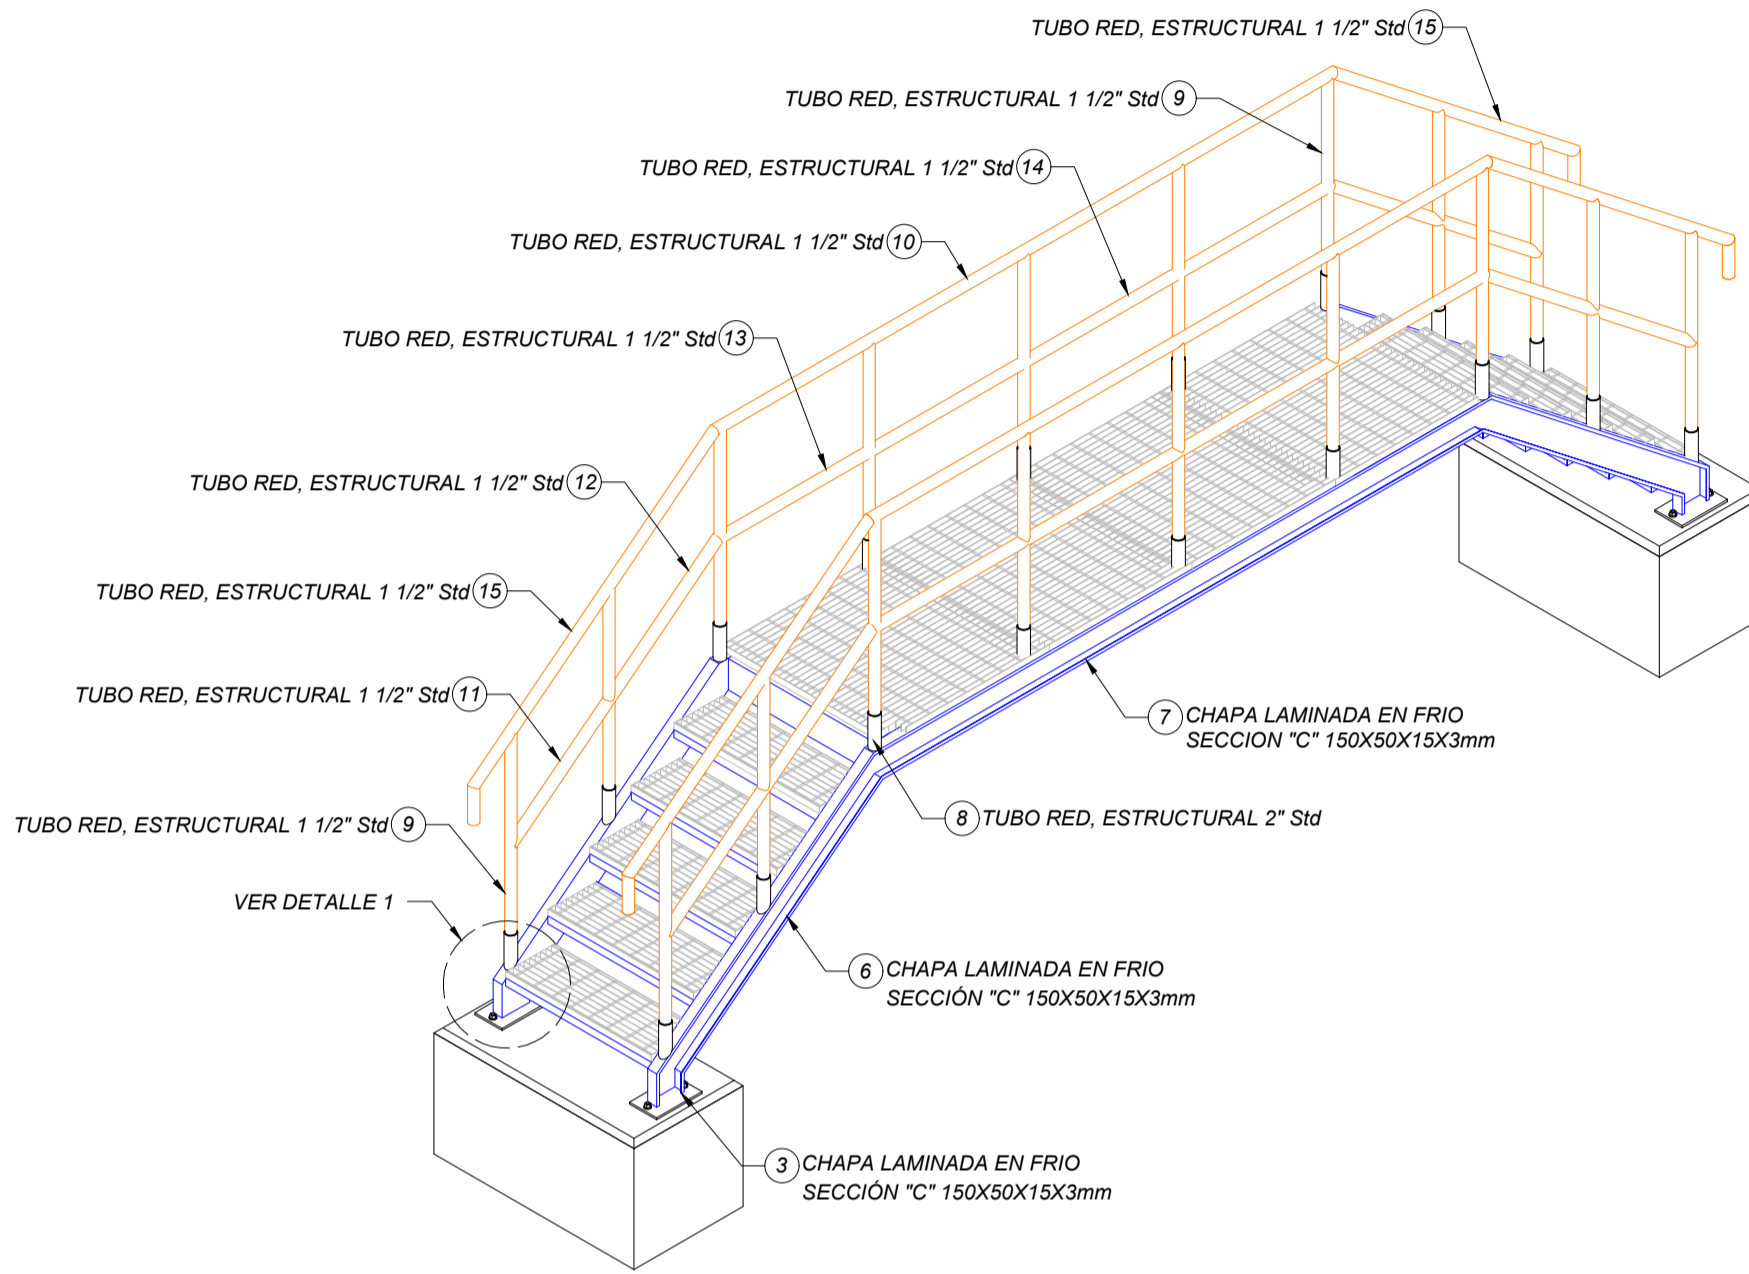 TUBO RED, ESTRUCTURAL 1 1/2" Std 15
TUBO RED, ESTRUCTURAL 1 1/2" Std 9
TUBO RED, ESTRUCTURAL 1 1/2" Std 14
TUBO RED, ESTRUCTURAL 1 1/2" Std 10
TUBO RED, ESTRUCTURAL 1 1/2" Std 13
TUBO RED, ESTRUCTURAL 1 1/2" Std 12
TUBO RED, ESTRUCTURAL 1 1/2" Std 15
TUBO RED, ESTRUCTURAL 1 1/2" Std 11
7 CHAPA LAMINADA EN FRIO
SECCION "C" 150X50X15X3mm
TUBO RED, ESTRUCTURAL 1 1/2" Std 9
8 TUBO RED, ESTRUCTURAL 2" Std
VER DETALLE 1
6 CHAPA LAMINADA EN FRIO
SECCIÓN "C" 150X50X15X3mm
3 CHAPA LAMINADA EN FRIO
SECCIÓN "C" 150X50X15X3mm